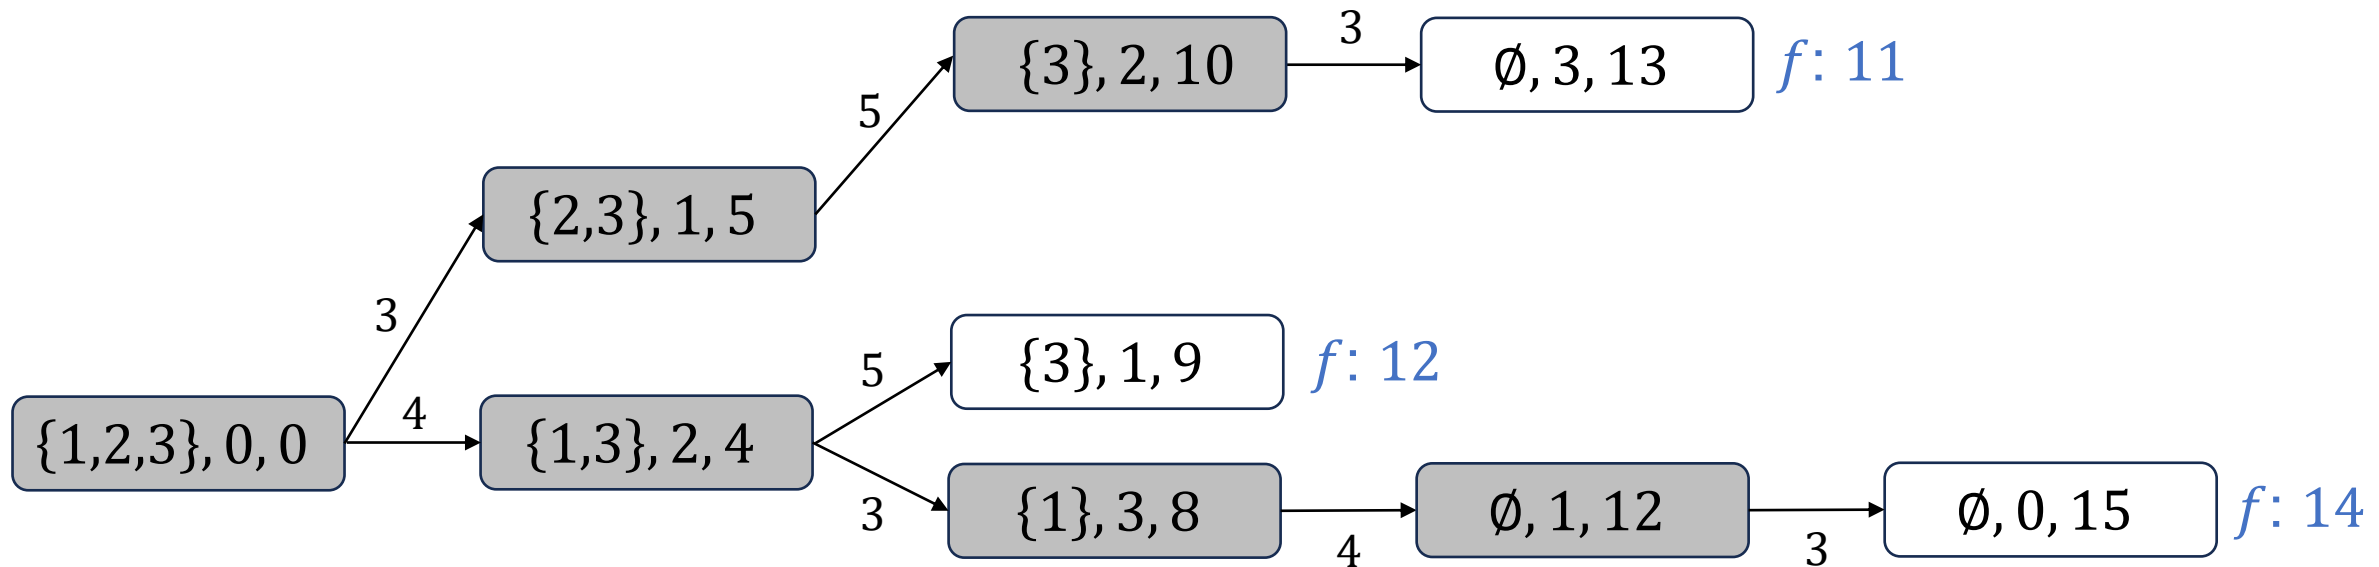 3
{3}, 2, 10
∅, 3, 13
f: 11
5
{2,3}, 1, 5
3
5
{3}, 1, 9
f: 12
4
{1,2,3}, 0, 0
{1,3}, 2, 4
3
{1}, 3, 8
4
∅, 1, 12
3
∅, 0, 15
f: 14